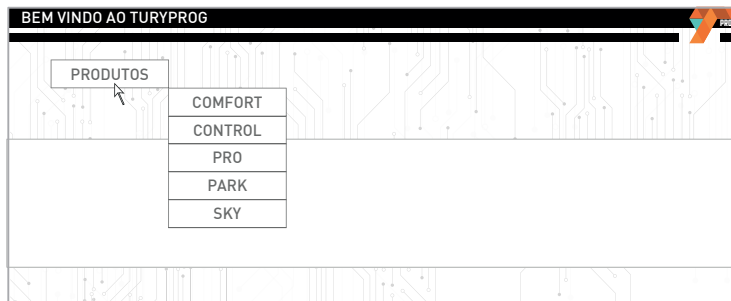 BEM VINDO AO TURYPROG
PRODUTOS
COMFORT
CONTROL
PRO
PARK
SKY